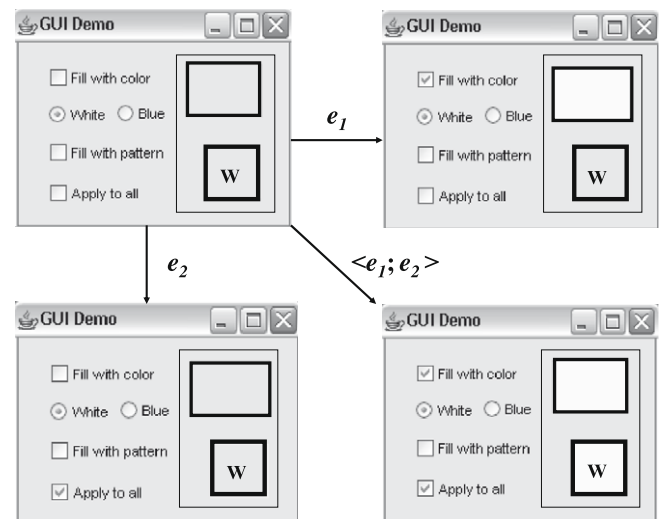 GUI Demo
Fill with color
White Blue
Fill with pattern
Apply to all
W
e1
GUI Demo
Fill with color
White Blue
Fill with pattern
Apply to all
W
e2
<e1; e2>
GUI Demo
Fill with color
White Blue
Fill with pattern
Apply to all
W
GUI Demo
Fill with color
White Blue
Fill with pattern
Apply to all
W